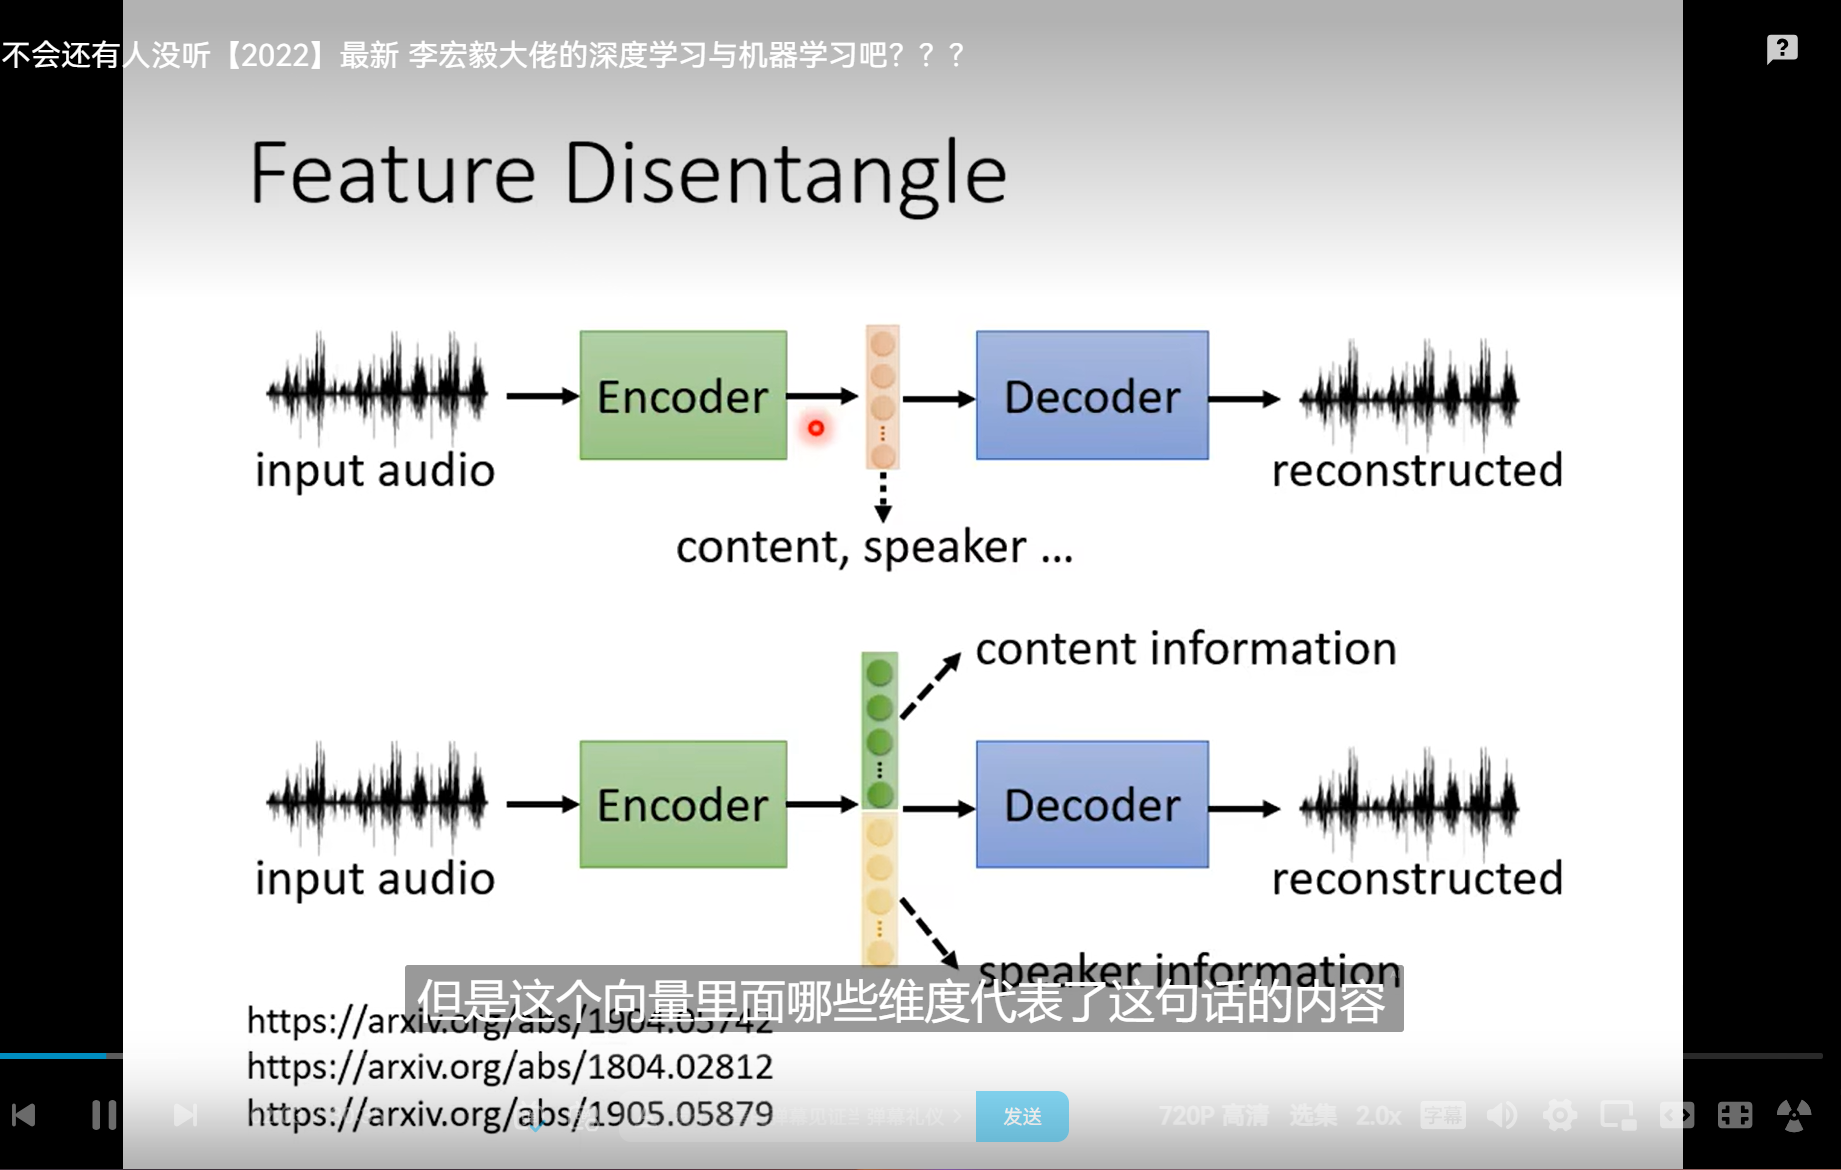 不会还有人没听【2022】最新 李宏毅大佬的深度学习与机器学习吧？？？
Feature Disentangle
Encoder
Decoder
input audio
reconstructed
content, speaker ...
content information
Encoder
Decoder
input audio
reconstructed
speaker information
但是这个向量里面哪些维度代表了这句话的内容
https://arxiv.org/abs/1904.05742
https://arxiv.org/abs/1804.02812
https://arxiv.org/abs/1905.05879
弹幕礼仪 >
发送
720P 高清
选集
2.0x
字幕